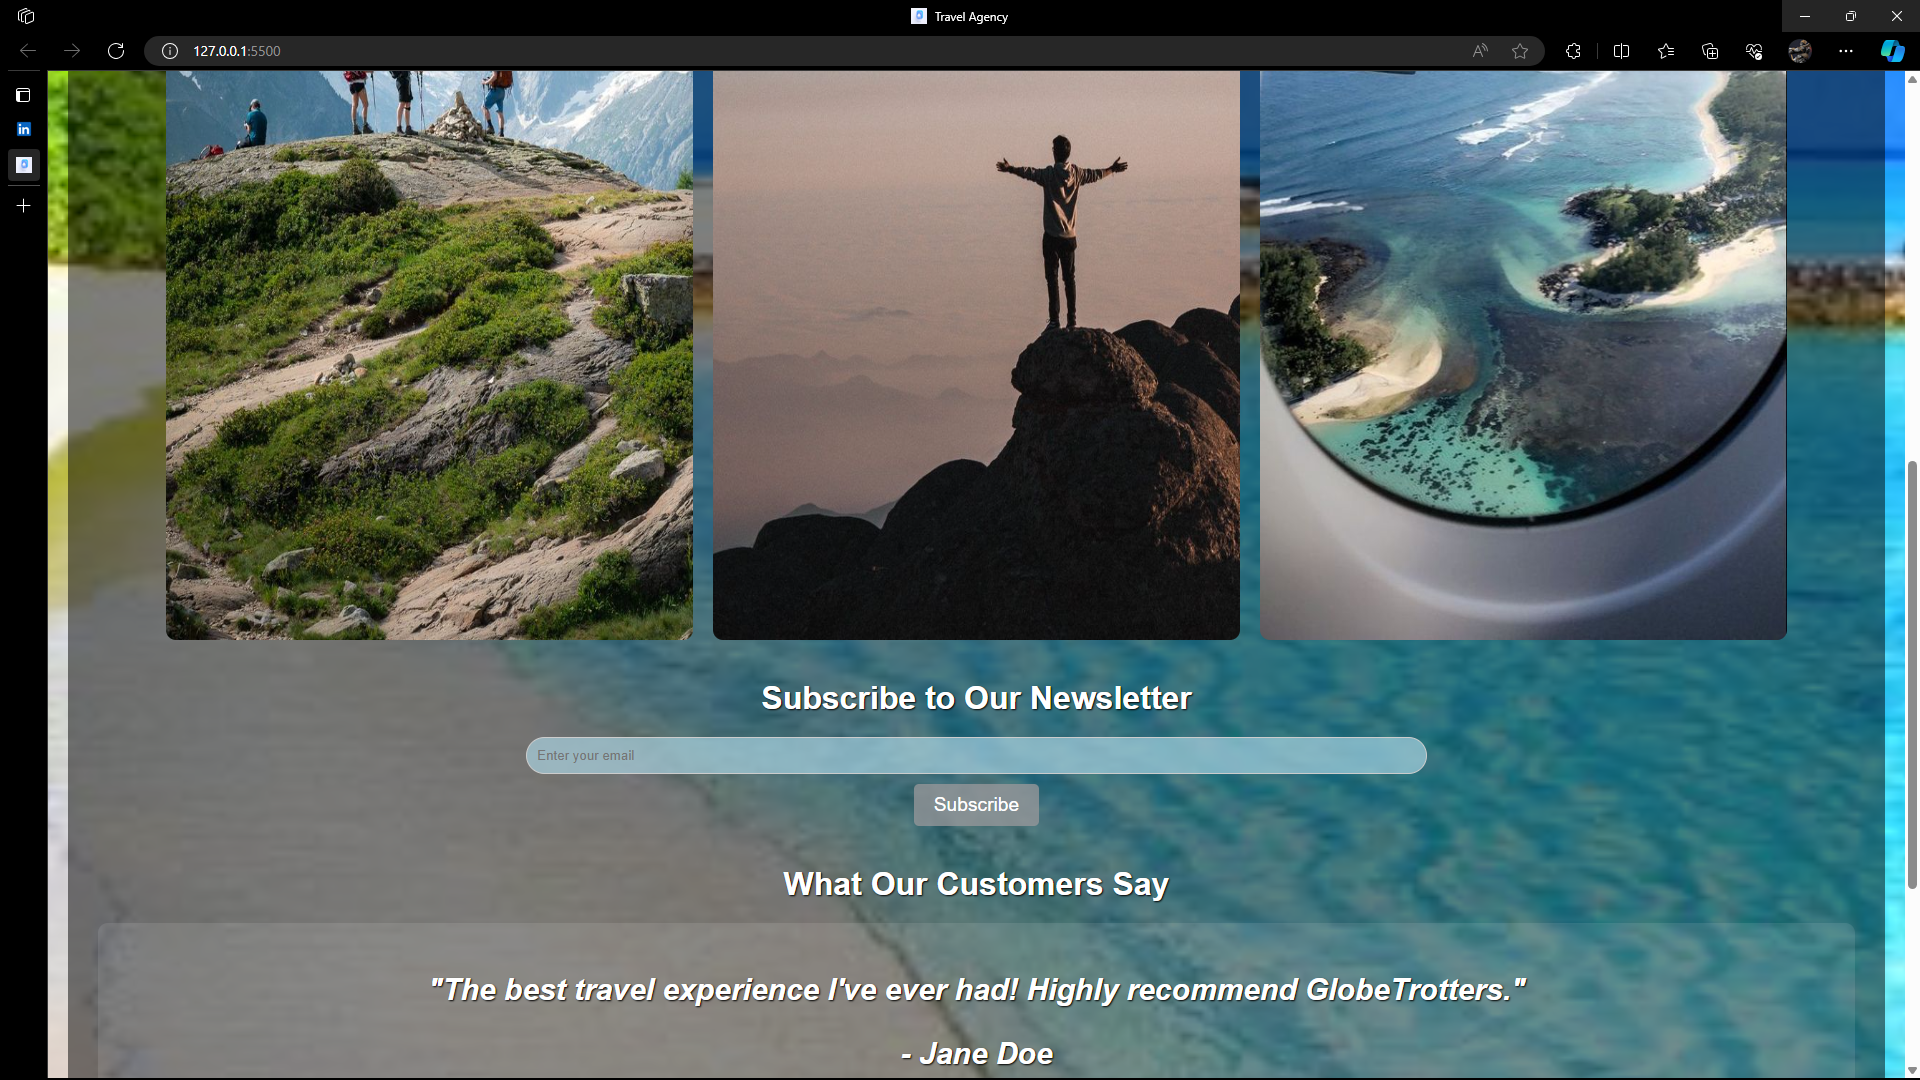 Travel Agency
127.0.0.1:5500
Subscribe to Our Newsletter
Enter your email
Subscribe
What Our Customers Say
"The best travel experience I've ever had! Highly recommend GlobeTrotters."
- Jane Doe